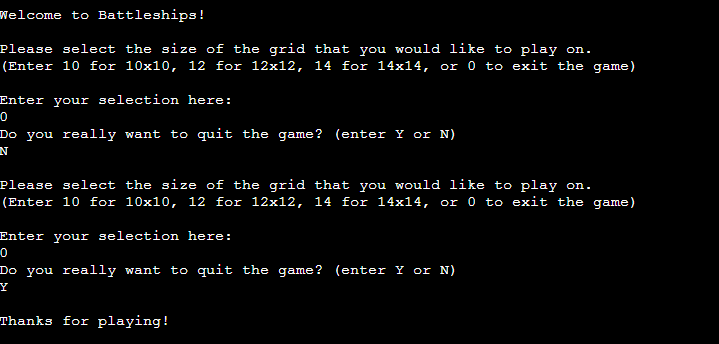 Welcome to Battleships!
Please select the size of the grid that you would like to play on.
(Enter 10 for 10x10, 12 for 12x12, 14 for 14x14, or 0 to exit the game)
Enter your selection here:
0
Do you really want to quit the game? (enter Y or N)
N
Please select the size of the grid that you would like to play on.
(Enter 10 for 10x10, 12 for 12x12, 14 for 14x14, or 0 to exit the game)
Enter your selection here:
0
Do you really want to quit the game? (enter Y or N)
Y
Thanks for playing!